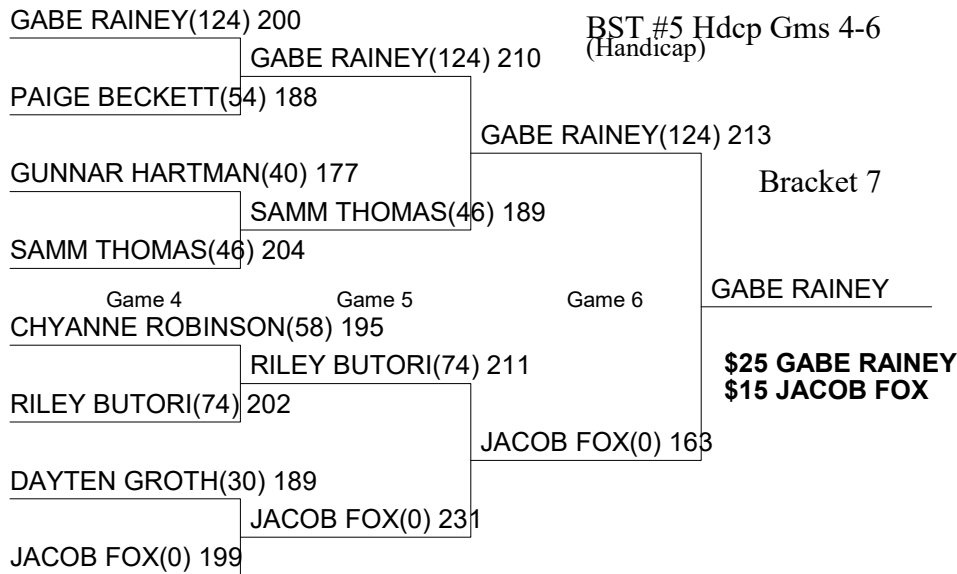 GABE RAINEY(124) 200
BST #5 Hdcp Gms 4-6
(Handicap)
GABE RAINEY(124) 210
PAIGE BECKETT(54) 188
GABE RAINEY(124) 213
GUNNAR HARTMAN(40) 177
Bracket 7
SAMM THOMAS(46) 189
SAMM THOMAS(46) 204
Game 4
Game 5
Game 6
GABE RAINEY
CHYANNE ROBINSON(58) 195
RILEY BUTORI(74) 211
$25 GABE RAINEY
$15 JACOB FOX
RILEY BUTORI(74) 202
JACOB FOX(0) 163
DAYTEN GROTH(30) 189
JACOB FOX(0) 231
JACOB FOX(0) 199